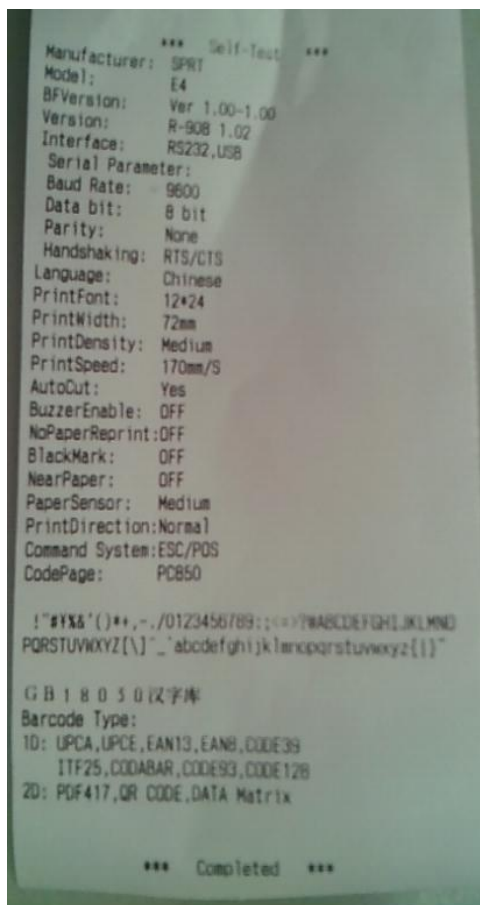 *** Self-Test ***
Manufacturer: SPRT
Model: E4
BFVersion: Ver 1.00-1.00
Version: R-908 1.02
Interface: RS232,USB
Serial Parameter:
Baud Rate: 9600
Data bit: 8 bit
Parity: None
Handshaking: RTS/CTS
Language: Chinese
PrintFont: 12*24
PrintWidth: 72mm
PrintDensity: Medium
PrintSpeed: 170mm/S
AutoCut: Yes
BuzzerEnable: OFF
NoPaperReprint:OFF
BlackMark: OFF
NearPaper: OFF
PaperSensor: Medium
PrintDirection:Normal
Command System:ESC/POS
CodePage: PC850
!"#¥%&'()*+,-./0123456789:;<=>?@ABCDEFGHIJKLMNO
PQRSTUVWXYZ[\]^_`abcdefghijklmnopqrstuvwxyz{|}~
GB18030汉字库
Barcode Type:
1D: UPCA,UPCE,EAN13,EAN8,CODE39
ITF25,CODABAR,CODE93,CODE128
2D: PDF417,QR CODE,DATA Matrix
*** Completed ***